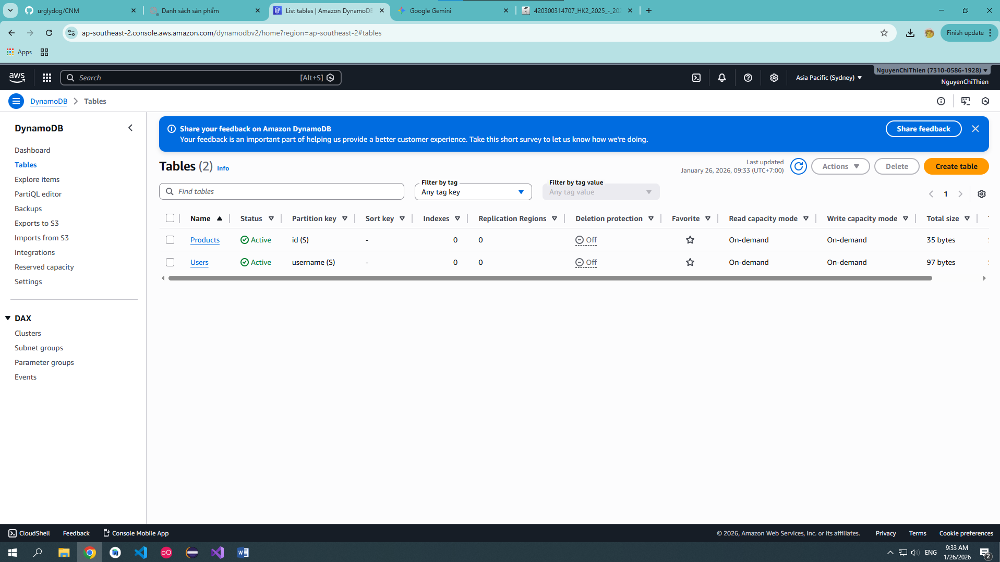 urglydog/CNM
Danh sách sản phẩm
List tables | Amazon DynamoDB
Google Gemini
420300314707_HK2_2025_-_202
ap-southeast-2.console.aws.amazon.com/dynamodbv2/home?region=ap-southeast-2#tables
Finish update
Apps
aws
Search
[Alt+S]
Asia Pacific (Sydney)
NguyenChiThien (7310-0586-1928)
NguyenChiThien
DynamoDB
Tables
DynamoDB
Dashboard
Tables
Explore items
PartiQL editor
Backups
Exports to S3
Imports from S3
Integrations
Reserved capacity
Settings
DAX
Clusters
Subnet groups
Parameter groups
Events
Share your feedback on Amazon DynamoDB
Your feedback is an important part of helping us provide a better customer experience. Take this short survey to let us know how we're doing.
Share feedback
Tables (2) Info
Last updated
January 26, 2026, 09:33 (UTC+7:00)
Actions
Delete
Create table
Find tables
Filter by tag
Any tag key
Filter by tag value
Any tag value
1
Name Status Partition key Sort key Indexes Replication Regions Deletion protection Favorite Read capacity mode Write capacity mode Total size
Products Active id (S) - 0 0 Off On-demand On-demand 35 bytes
Users Active username (S) - 0 0 Off On-demand On-demand 97 bytes
CloudShell
Feedback
Console Mobile App
© 2026, Amazon Web Services, Inc. or its affiliates.
Privacy
Terms
Cookie preferences
ENG
9:33 AM
1/26/2026
2